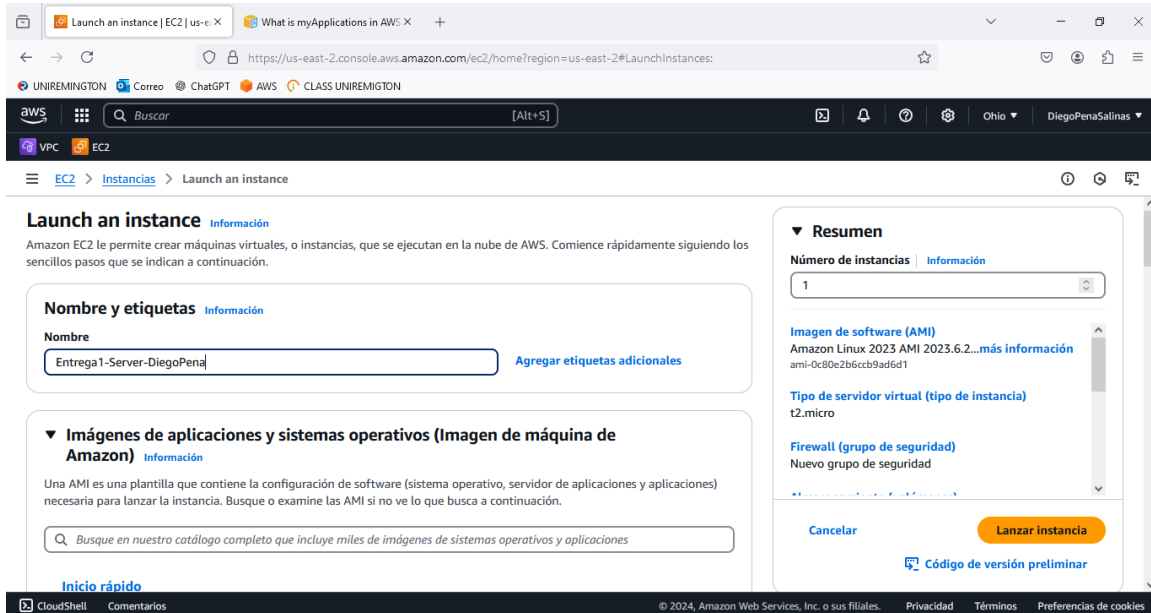 Launch an instance | EC2 | us-e
What is myApplications in AWS
https://us-east-2.console.aws.amazon.com/ec2/home?region=us-east-2#LaunchInstances:
UNIREMINGTON Correo ChatGPT AWS CLASS UNIREMIGTON
aws Buscar [Alt+S] Ohio DiegoPenaSalinas
VPC EC2
EC2 > Instancias > Launch an instance
Launch an instance Información
Amazon EC2 le permite crear máquinas virtuales, o instancias, que se ejecutan en la nube de AWS. Comience rápidamente siguiendo los
sencillos pasos que se indican a continuación.
Nombre y etiquetas Información
Nombre
Entrega1-Server-DiegoPena
Agregar etiquetas adicionales
Imágenes de aplicaciones y sistemas operativos (Imagen de máquina de
Amazon) Información
Una AMI es una plantilla que contiene la configuración de software (sistema operativo, servidor de aplicaciones y aplicaciones)
necesaria para lanzar la instancia. Busque o examine las AMI si no ve lo que busca a continuación.
Busque en nuestro catálogo completo que incluye miles de imágenes de sistemas operativos y aplicaciones
Inicio rápido
Resumen
Número de instancias Información
1
Imagen de software (AMI)
Amazon Linux 2023 AMI 2023.6.2...más información
ami-0c80e2b6ccb9ad6d1
Tipo de servidor virtual (tipo de instancia)
t2.micro
Firewall (grupo de seguridad)
Nuevo grupo de seguridad
Cancelar
Lanzar instancia
Código de versión preliminar
CloudShell Comentarios © 2024, Amazon Web Services, Inc. o sus filiales. Privacidad Términos Preferencias de cookies